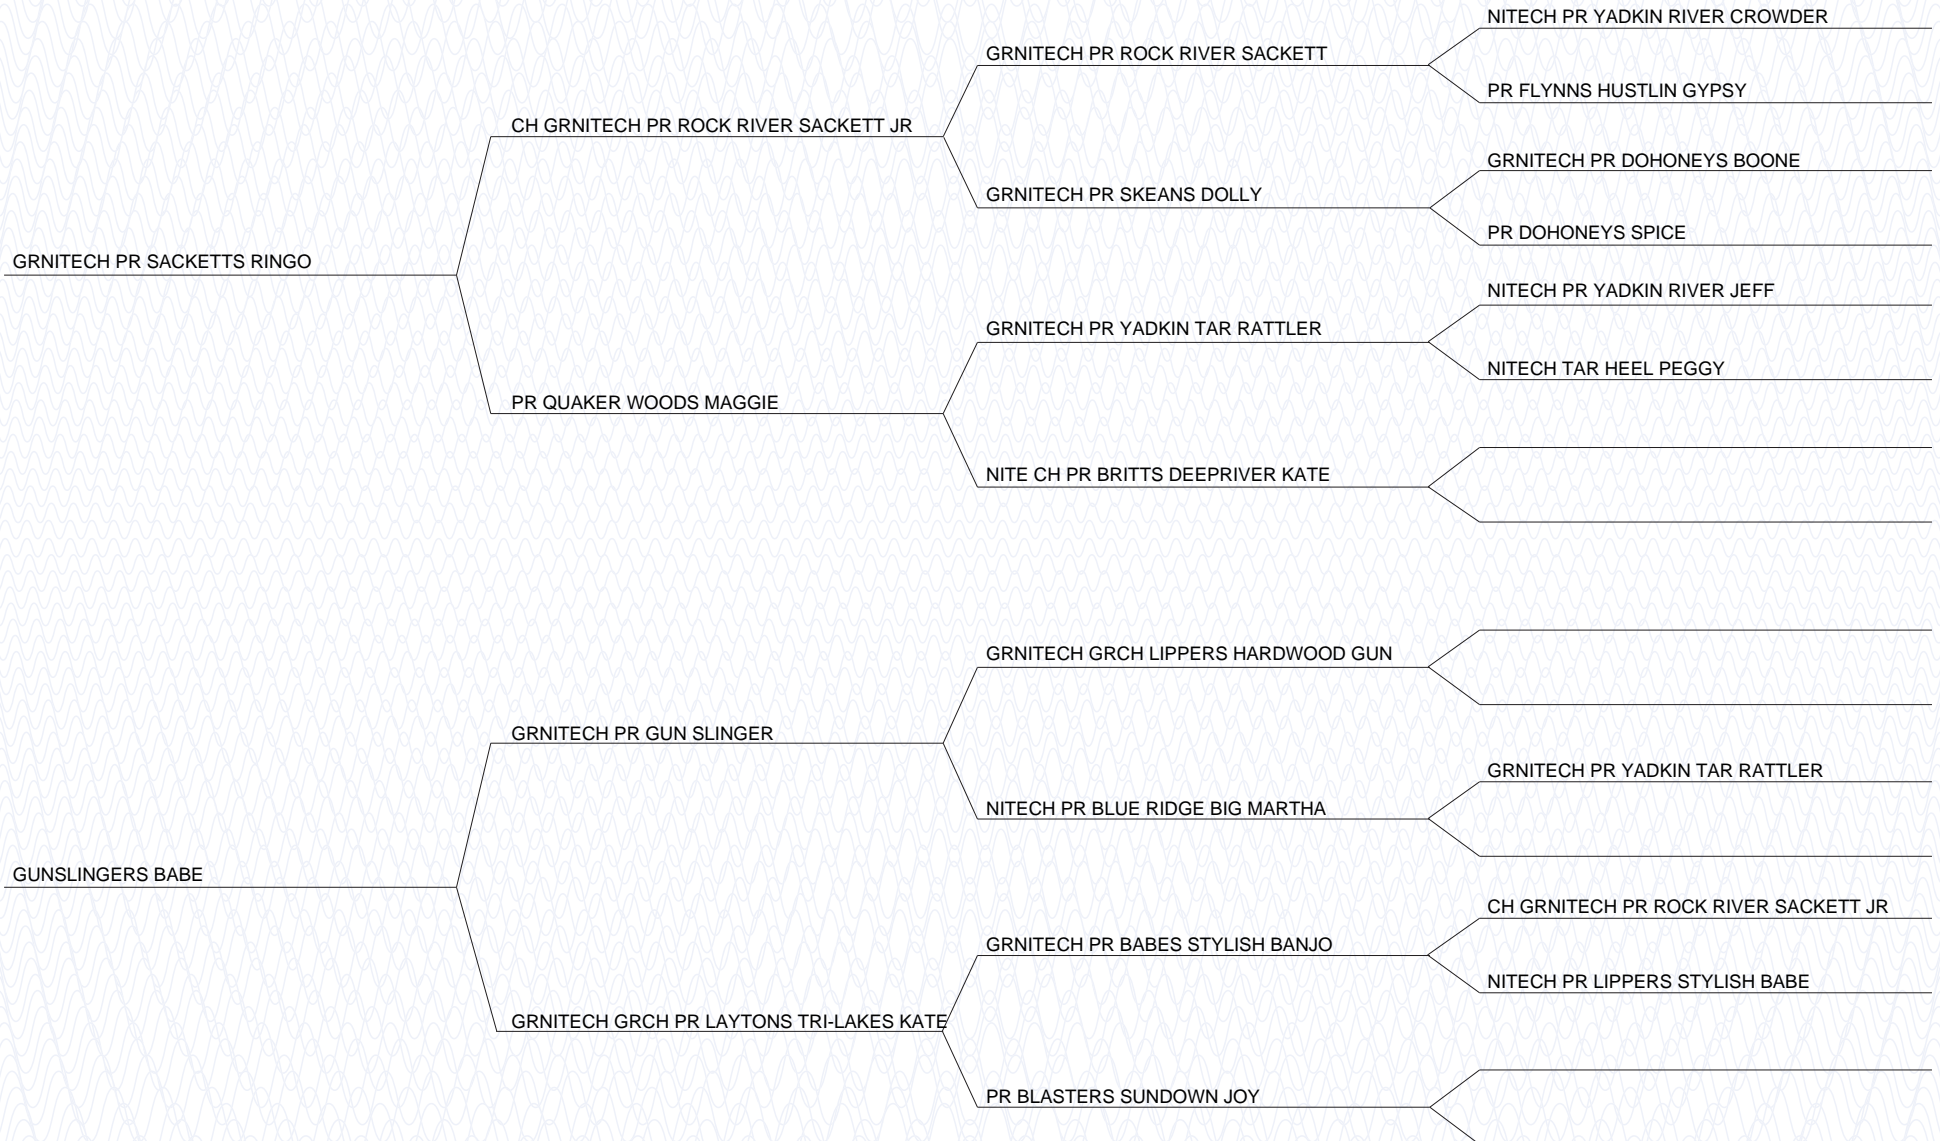 NITECH PR YADKIN RIVER CROWDER
GRNITECH PR ROCK RIVER SACKETT
PR FLYNNS HUSTLIN GYPSY
CH GRNITECH PR ROCK RIVER SACKETT JR
GRNITECH PR DOHONEYS BOONE
GRNITECH PR SKEANS DOLLY
PR DOHONEYS SPICE
GRNITECH PR SACKETTS RINGO
NITECH PR YADKIN RIVER JEFF
GRNITECH PR YADKIN TAR RATTLER
NITECH TAR HEEL PEGGY
PR QUAKER WOODS MAGGIE
NITE CH PR BRITTS DEEPRIVER KATE
GRNITECH GRCH LIPPERS HARDWOOD GUN
GRNITECH PR GUN SLINGER
GRNITECH PR YADKIN TAR RATTLER
NITECH PR BLUE RIDGE BIG MARTHA
GUNSLINGERS BABE
CH GRNITECH PR ROCK RIVER SACKETT JR
GRNITECH PR BABES STYLISH BANJO
NITECH PR LIPPERS STYLISH BABE
GRNITECH GRCH PR LAYTONS TRI-LAKES KATE
PR BLASTERS SUNDOWN JOY